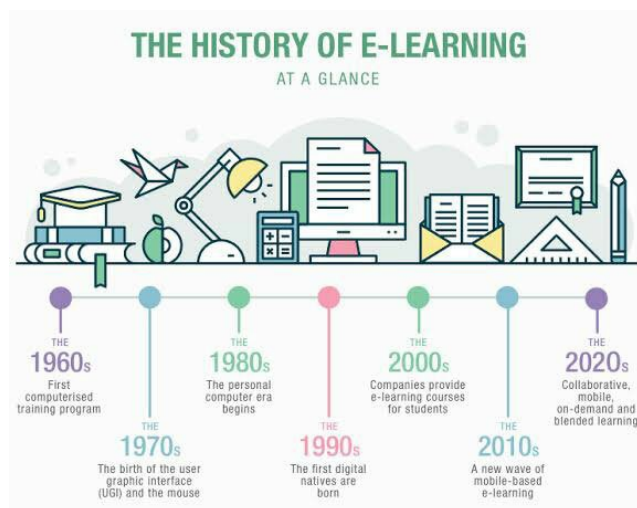 THE HISTORY OF E-LEARNING
AT A GLANCE
THE
1960s
First
computerised
training program
THE
1970s
The birth of the user
graphic interface
(UGI) and the mouse
THE
1980s
The personal
computer era
begins
THE
1990s
The first digital
natives are
born
THE
2000s
Companies provide
e-learning courses
for students
THE
2010s
A new wave of
mobile-based
e-learning
THE
2020s
Collaborative,
mobile,
on-demand and
blended learning